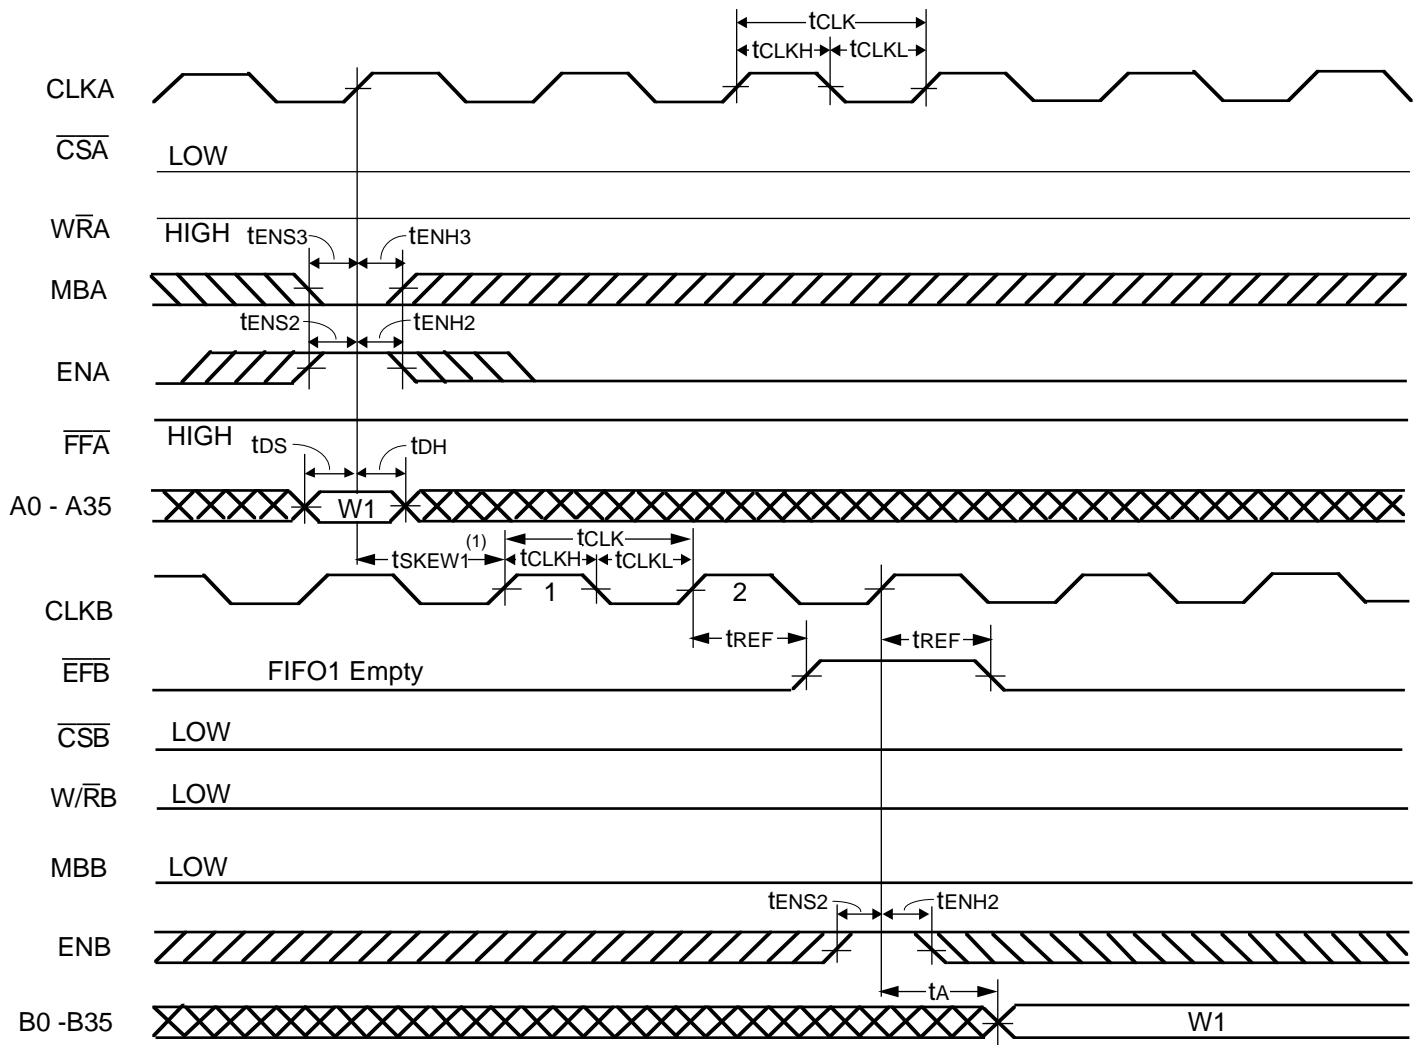 tCLK
tCLKH tCLKL
CLKA
CSA LOW
WRA HIGH
tENS3 tENH3
MBA
tENS2 tENH2
ENA
FFA HIGH
tDS tDH
A0 - A35 W1
tSKEW1(1) tCLK
tCLKH tCLKL
CLKB 1 2
tREF tREF
EFB FIFO1 Empty
CSB LOW
W/RB LOW
MBB LOW
tENS2 tENH2
ENB
tA
B0 -B35 W1